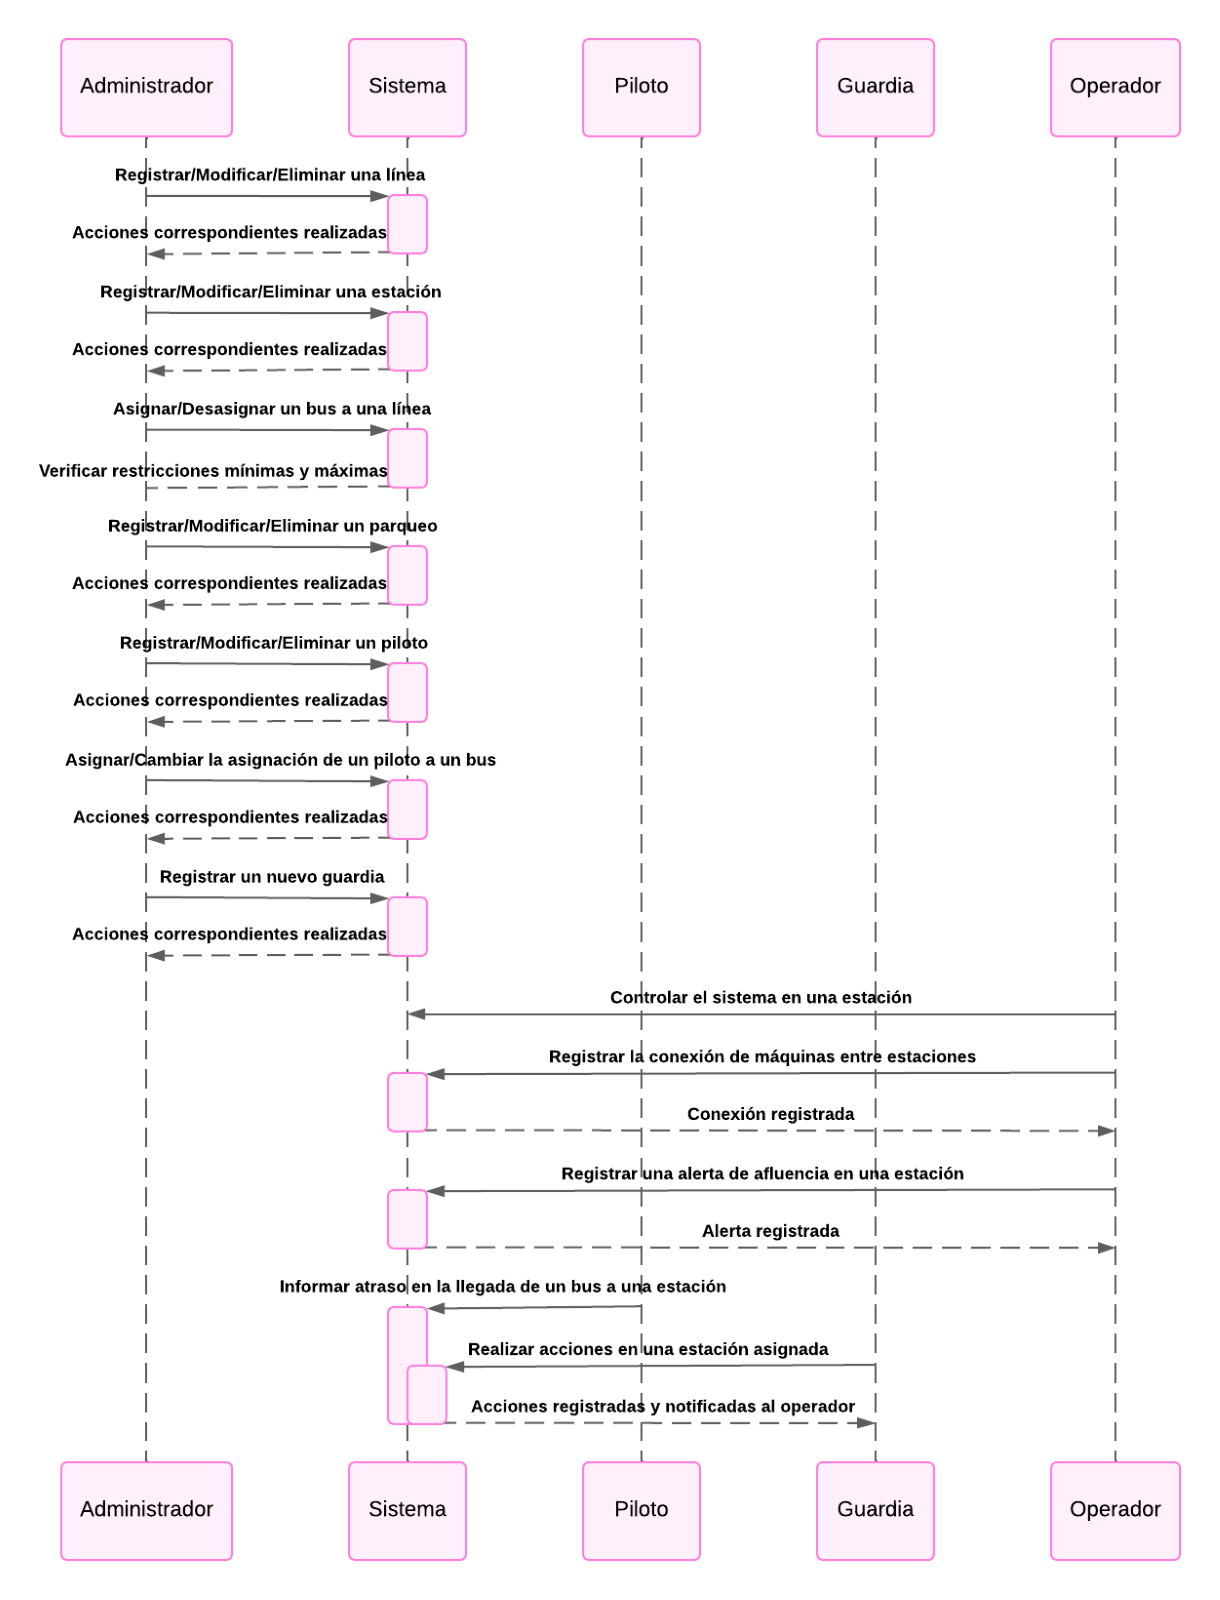 Administrador
Sistema
Piloto
Guardia
Operador
Registrar/Modificar/Eliminar una línea
Acciones correspondientes realizadas
Registrar/Modificar/Eliminar una estación
Acciones correspondientes realizadas
Asignar/Desasignar un bus a una línea
Verificar restricciones mínimas y máximas
Registrar/Modificar/Eliminar un parqueo
Acciones correspondientes realizadas
Registrar/Modificar/Eliminar un piloto
Acciones correspondientes realizadas
Asignar/Cambiar la asignación de un piloto a un bus
Acciones correspondientes realizadas
Registrar un nuevo guardia
Acciones correspondientes realizadas
Controlar el sistema en una estación
Registrar la conexión de máquinas entre estaciones
Conexión registrada
Registrar una alerta de afluencia en una estación
Alerta registrada
Informar atraso en la llegada de un bus a una estación
Realizar acciones en una estación asignada
Acciones registradas y notificadas al operador
Administrador
Sistema
Piloto
Guardia
Operador